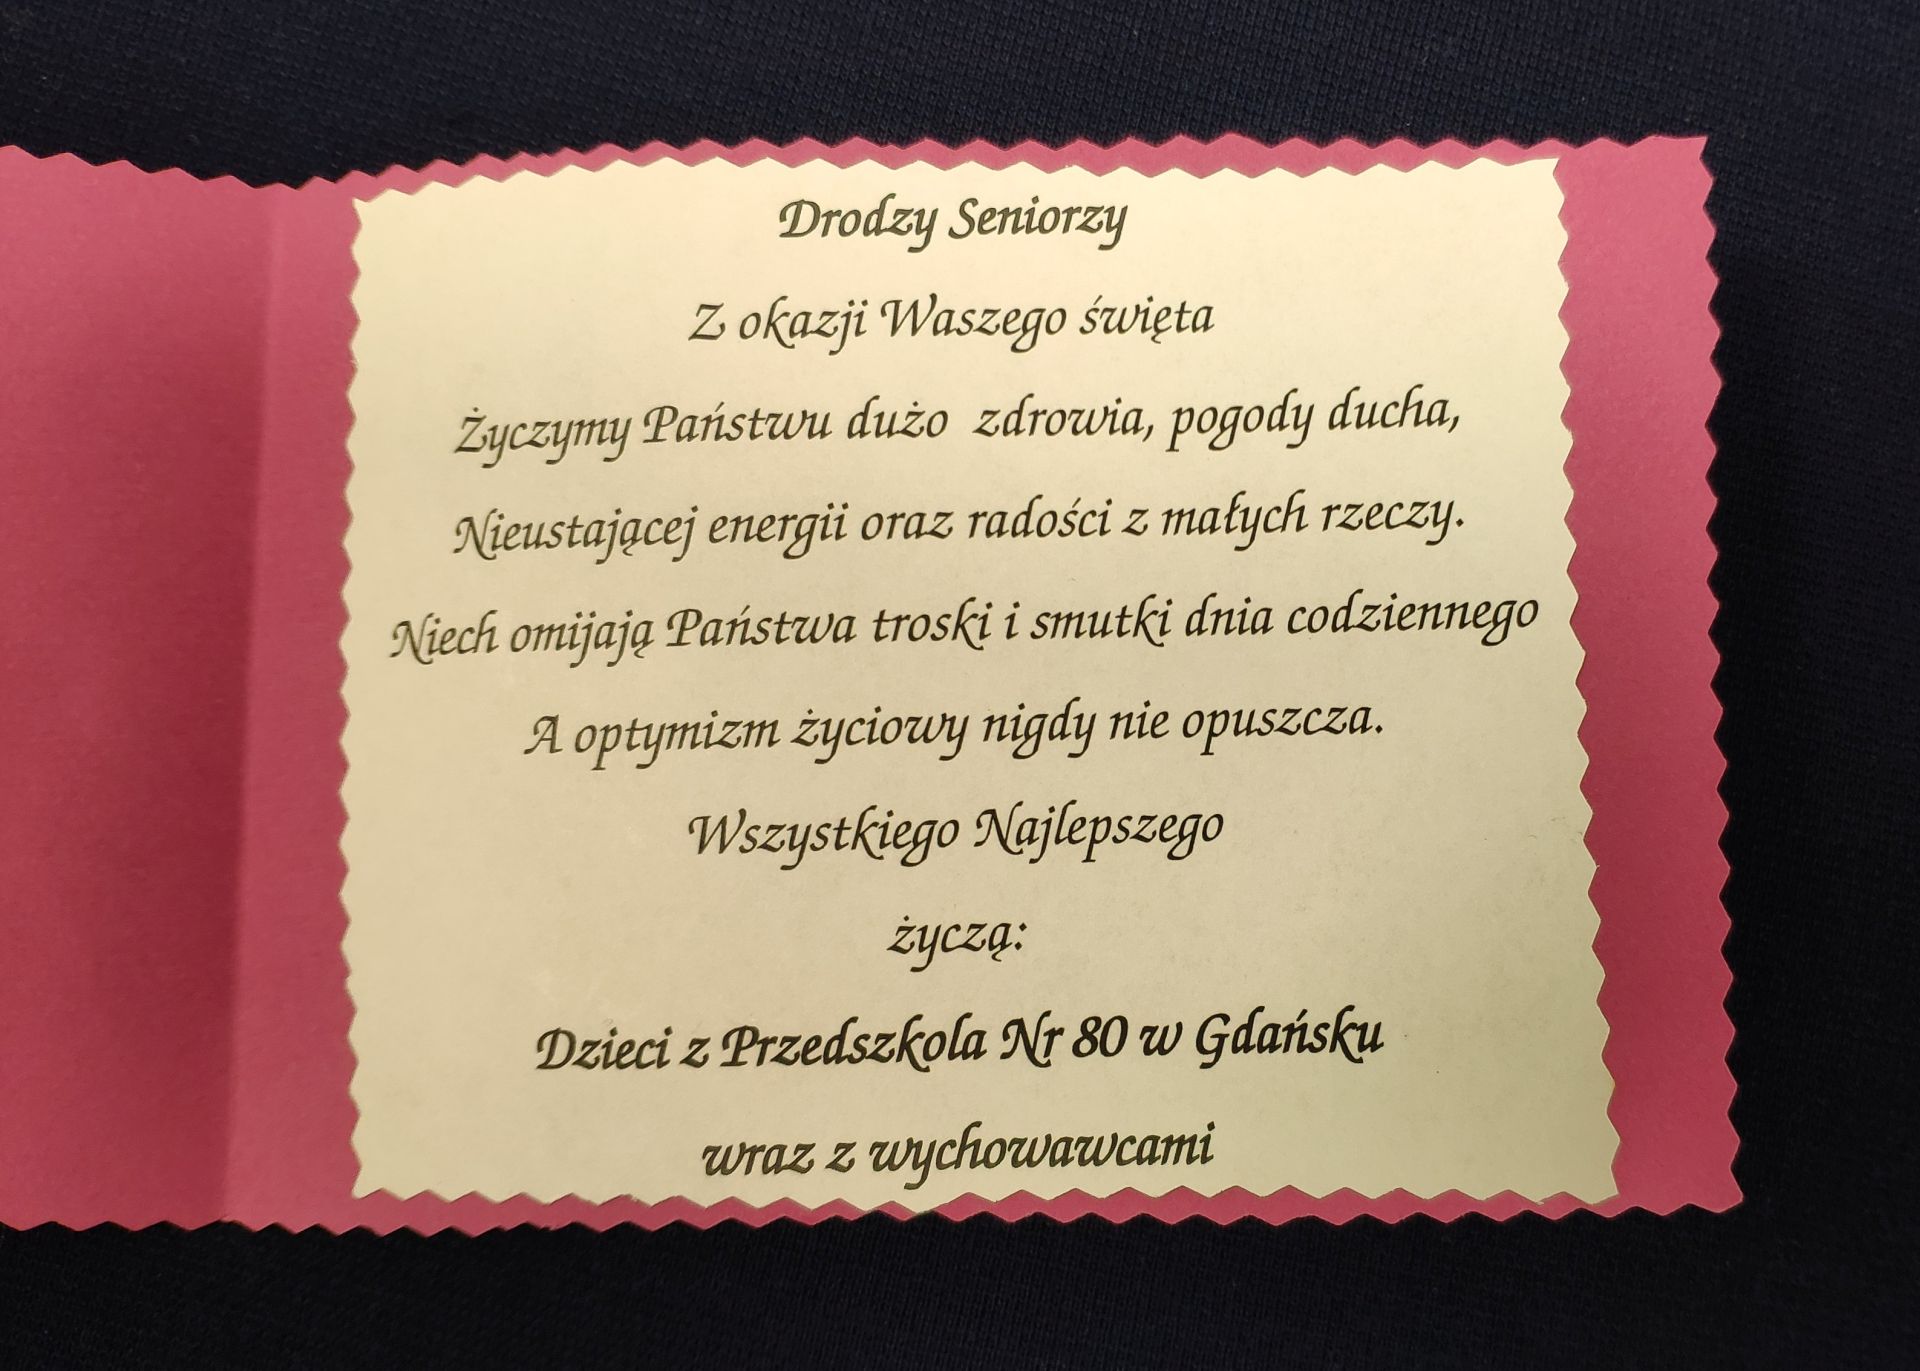 Drodzy Seniorzy
Z okazji Waszego święta
Życzymy Państwu dużo  zdrowia, pogody ducha,
Nieustającej energii oraz radości z małych rzeczy.
Niech omijają Państwa troski i smutki dnia codziennego
A optymizm życiowy nigdy nie opuszcza.
Wszystkiego Najlepszego
życzą:
Dzieci z Przedszkola Nr 80 w Gdańsku
wraz z wychowawcami